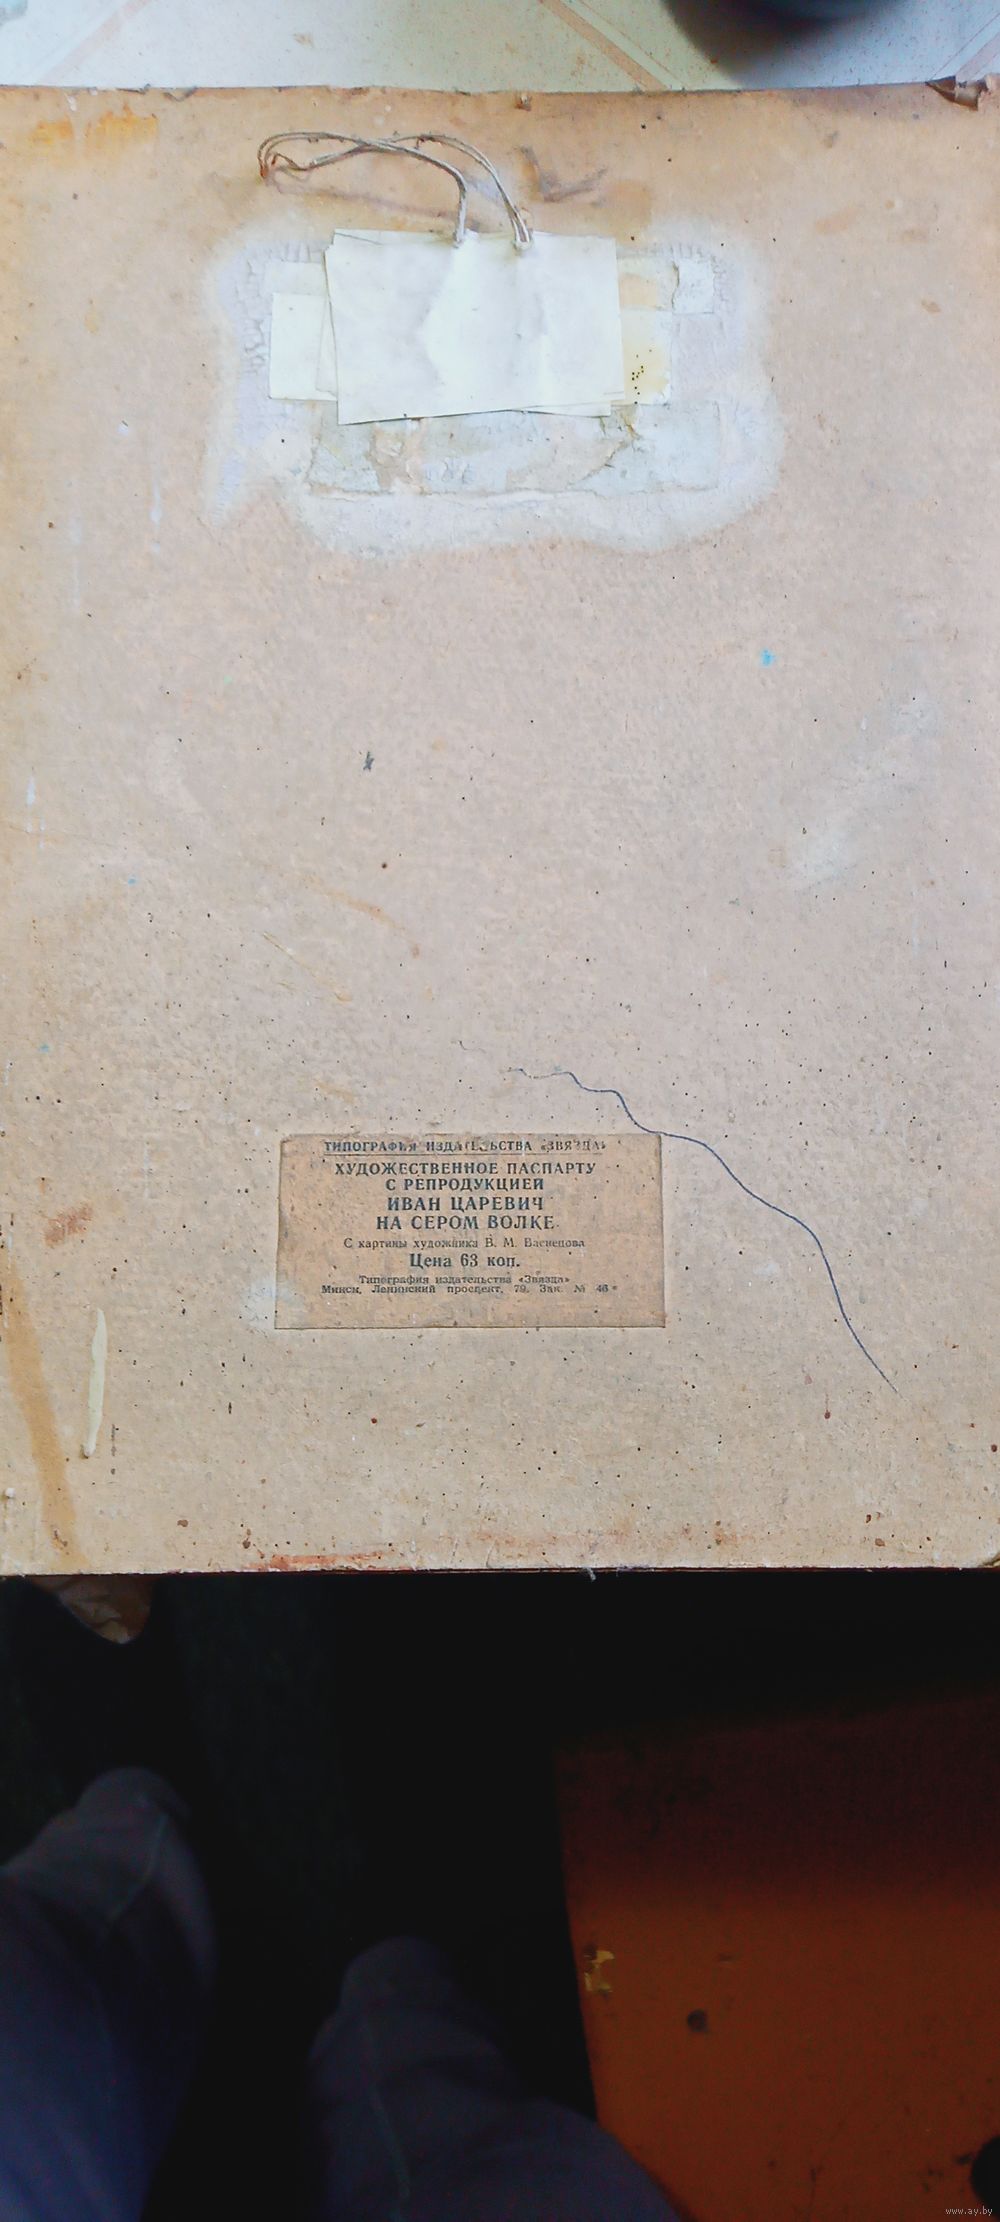 ТИПОГРАФИЯ ИЗДАТЕЛЬСТВА «ЗВЯЗДА»
ХУДОЖЕСТВЕННОЕ ПАСПАРТУ
С РЕПРОДУКЦИЕЙ
ИВАН ЦАРЕВИЧ
НА СЕРОМ ВОЛКЕ
С картины художника В. М. Васнецова
Цена 63 коп.
Типография издательства «Звязда»
Минск, Ленинский проспект, 79. Зак. № 46
www.ay.by